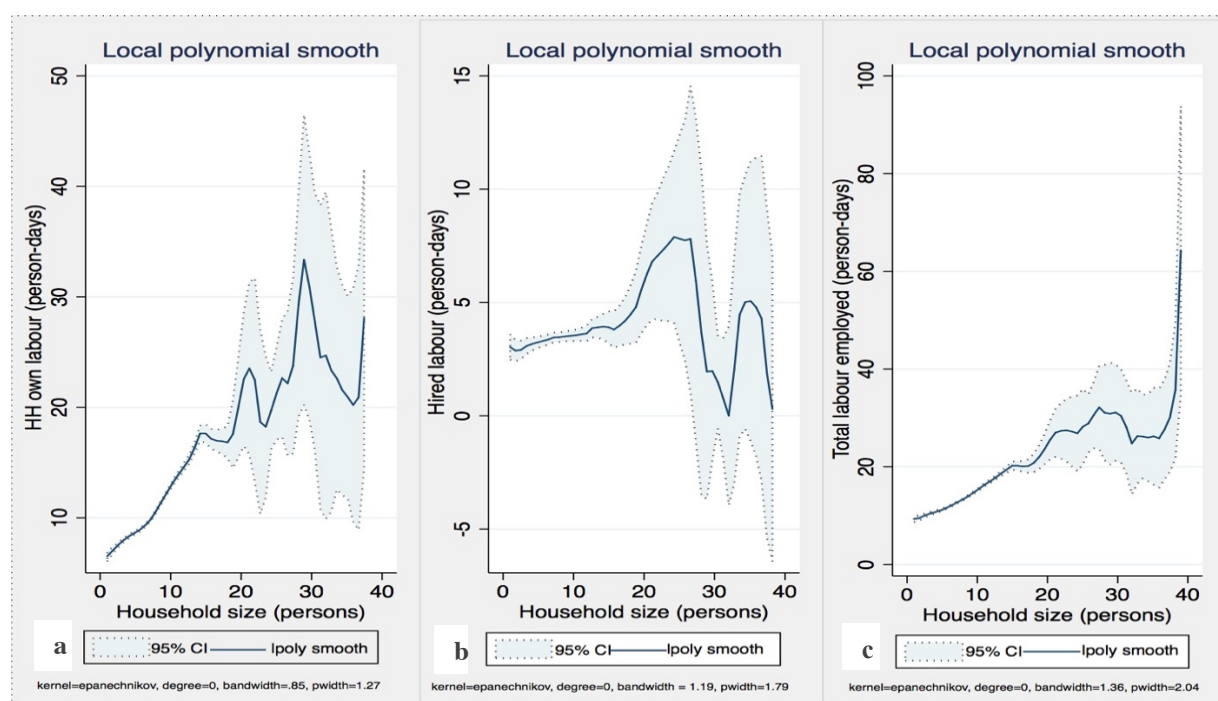 Local polynomial smooth
HH own labour (person-days)
50
40
30
20
10
0 10 20 30 40
Household size (persons)
a
95% CI lpoly smooth
kernel=epanechnikov, degree=0, bandwidth=.85, pwidth=1.27
Local polynomial smooth
Hired labour (person-days)
15
10
5
0
-5
0 10 20 30 40
Household size (persons)
b
95% CI lpoly smooth
kernel=epanechnikov, degree=0, bandwidth = 1.19, pwidth=1.79
Local polynomial smooth
Total labour employed (person-days)
100
80
60
40
20
0
0 10 20 30 40
Household size (persons)
c
95% CI lpoly smooth
kernel=epanechnikov, degree=0, bandwidth=1.36, pwidth=2.04